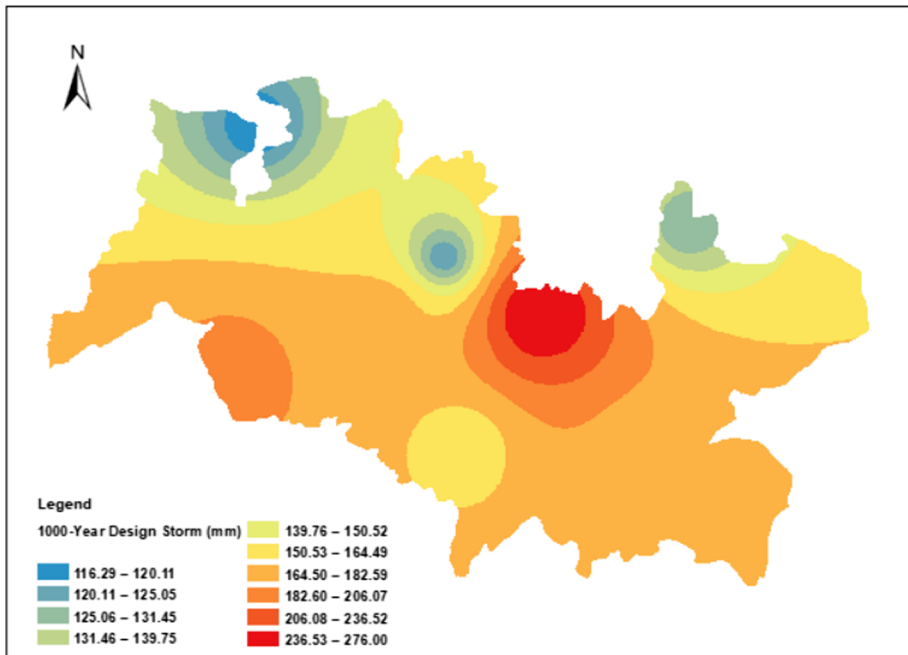 N
Legend
1000-Year Design Storm (mm)
116.29 – 120.11
120.11 – 125.05
125.06 – 131.45
131.46 – 139.75
139.76 – 150.52
150.53 – 164.49
164.50 – 182.59
182.60 – 206.07
206.08 – 236.52
236.53 – 276.00